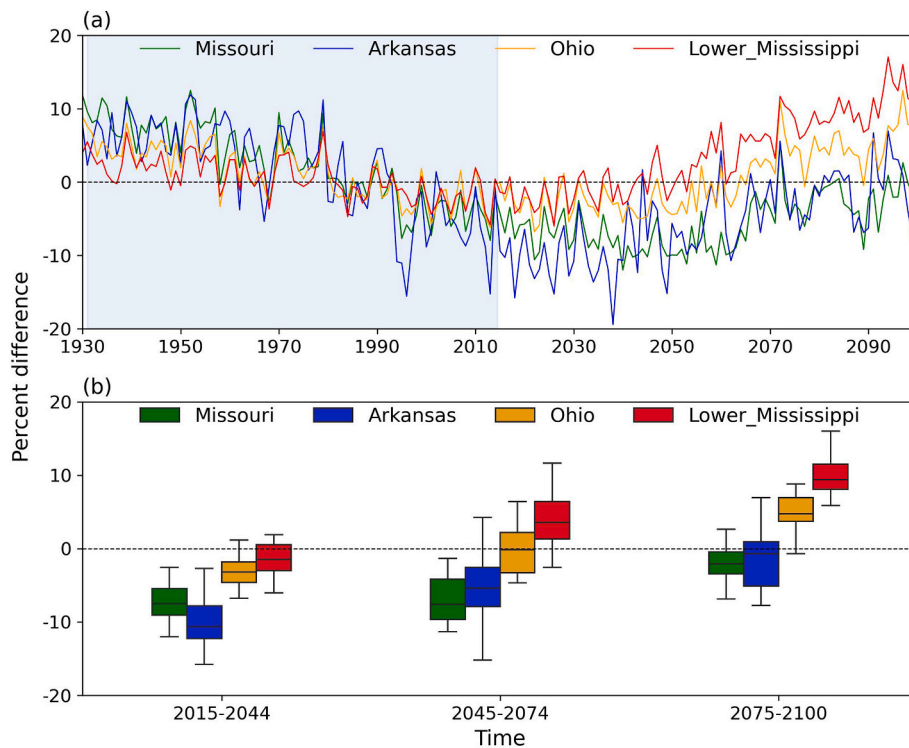 (a)
Missouri Arkansas Ohio Lower_Mississippi
20
10
0
-10
-20
1930 1950 1970 1990 2010 2030 2050 2070 2090
Percent difference
(b)
Missouri Arkansas Ohio Lower_Mississippi
20
10
0
-10
-20
2015-2044 2045-2074 2075-2100
Time